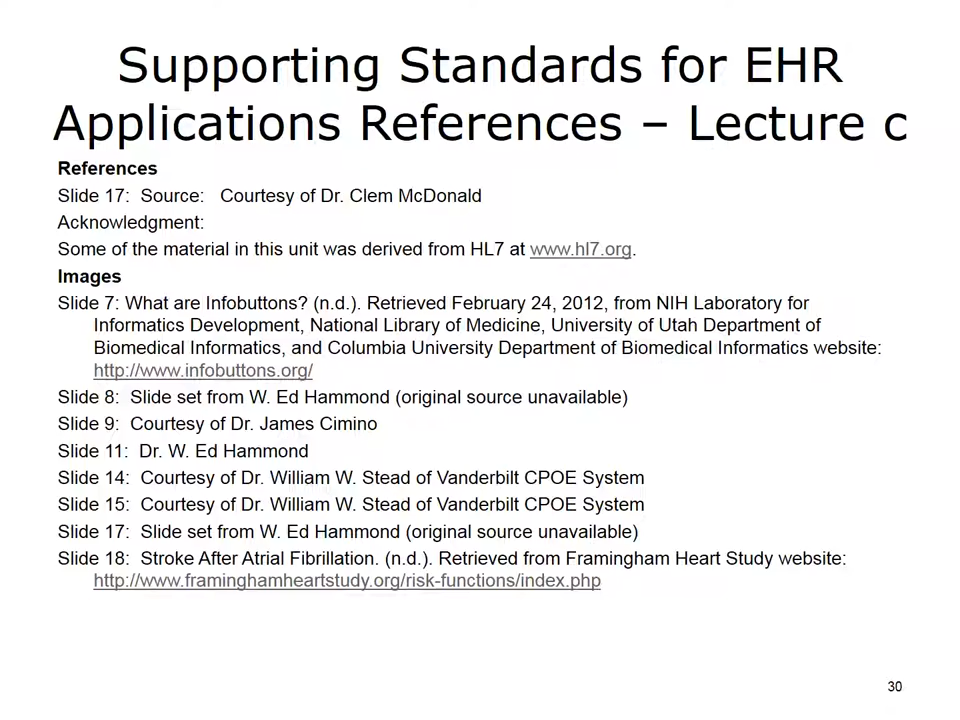 Supporting Standards for EHR
Applications References – Lecture c
References
Slide 17:  Source:   Courtesy of Dr. Clem McDonald
Acknowledgment:
Some of the material in this unit was derived from HL7 at www.hl7.org.
Images
Slide 7: What are Infobuttons? (n.d.). Retrieved February 24, 2012, from NIH Laboratory for
Informatics Development, National Library of Medicine, University of Utah Department of
Biomedical Informatics, and Columbia University Department of Biomedical Informatics website:
http://www.infobuttons.org/
Slide 8:  Slide set from W. Ed Hammond (original source unavailable)
Slide 9:  Courtesy of Dr. James Cimino
Slide 11:  Dr. W. Ed Hammond
Slide 14:  Courtesy of Dr. William W. Stead of Vanderbilt CPOE System
Slide 15:  Courtesy of Dr. William W. Stead of Vanderbilt CPOE System
Slide 17:  Slide set from W. Ed Hammond (original source unavailable)
Slide 18:  Stroke After Atrial Fibrillation. (n.d.). Retrieved from Framingham Heart Study website:
http://www.framinghamheartstudy.org/risk-functions/index.php
30